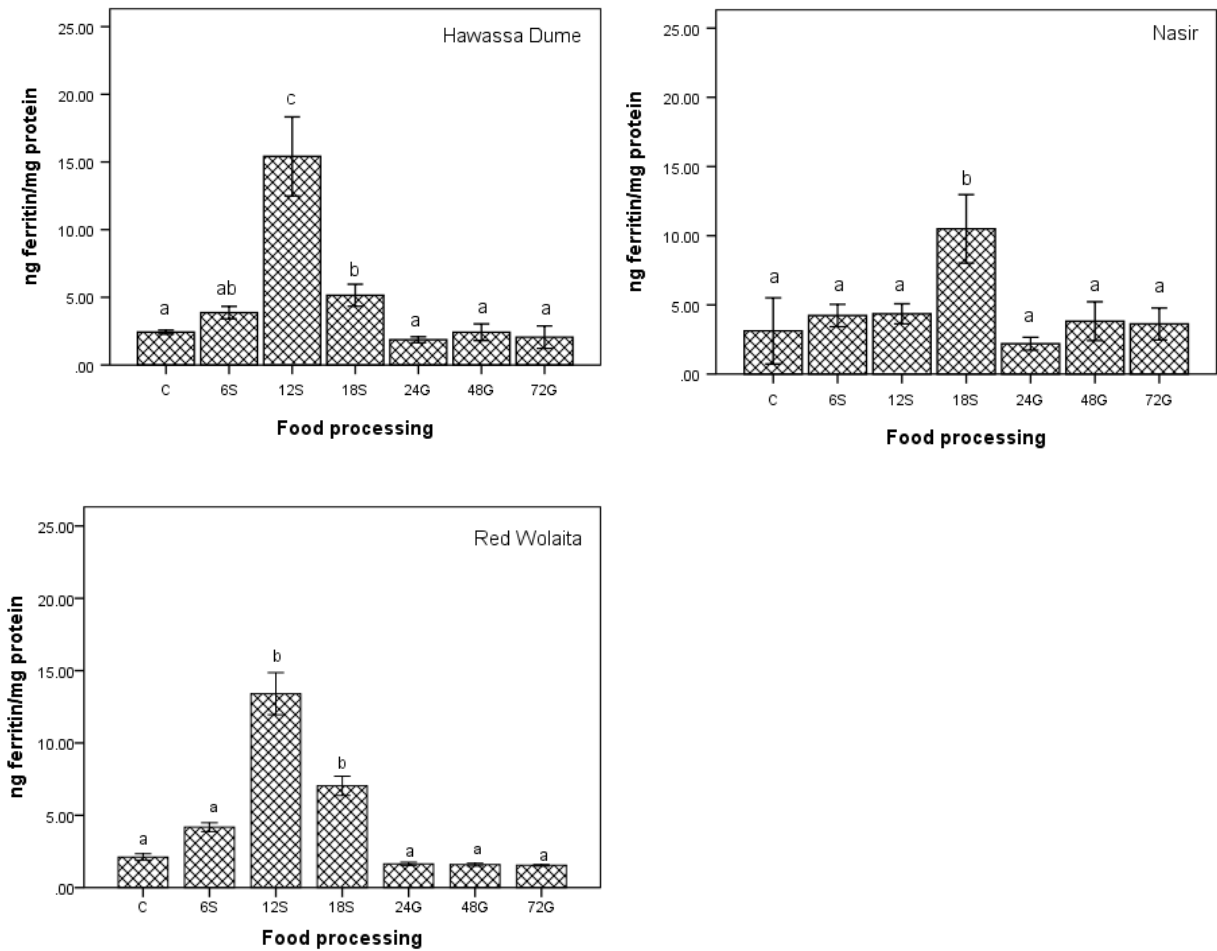 Hawassa Dume
ng ferritin/mg protein
25.00
20.00
15.00
10.00
5.00
.00
a
ab
c
b
a
a
a
C 6S 12S 18S 24G 48G 72G
Food processing
Nasir
ng ferritin/mg protein
25.00
20.00
15.00
10.00
5.00
.00
a
a
a
b
a
a
a
C 6S 12S 18S 24G 48G 72G
Food processing
Red Wolaita
ng ferritin/mg protein
25.00
20.00
15.00
10.00
5.00
.00
a
a
b
b
a
a
a
C 6S 12S 18S 24G 48G 72G
Food processing